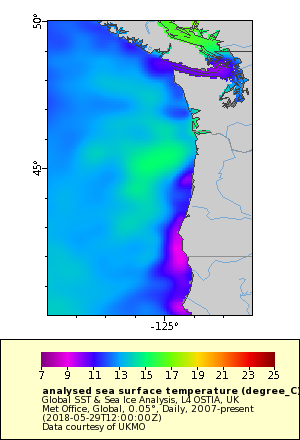 50°
45°
-125°
7 9 11 13 15 17 19 21 23 25
analysed sea surface temperature (degree_C)
Global SST & Sea Ice Analysis, L4 OSTIA, UK
Met Office, Global, 0.05°, Daily, 2007-present
(2018-05-29T12:00:00Z)
Data courtesy of UKMO